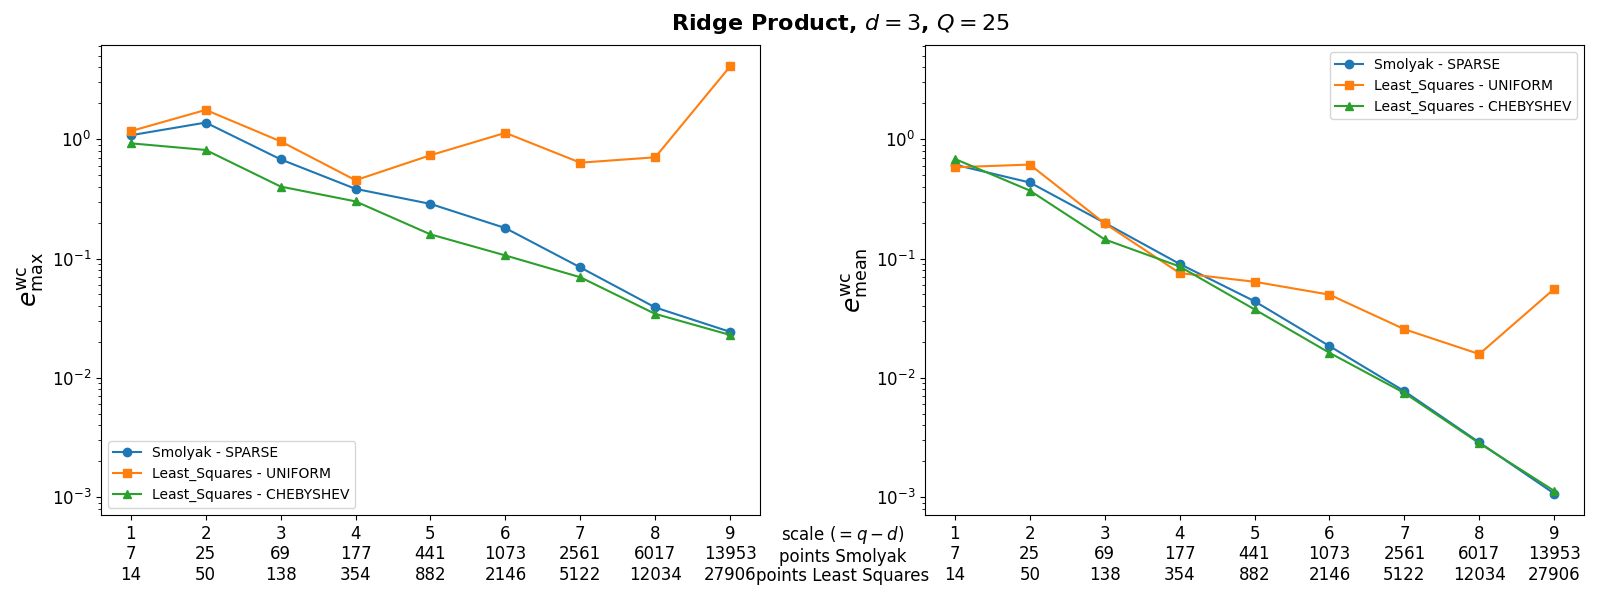 Ridge Product, d = 3, Q = 25
e^wc_max
10^0
10^−1
10^−2
10^−3
Smolyak - SPARSE
Least_Squares - UNIFORM
Least_Squares - CHEBYSHEV
e^wc_mean
10^0
10^−1
10^−2
10^−3
Smolyak - SPARSE
Least_Squares - UNIFORM
Least_Squares - CHEBYSHEV
1 2 3 4 5 6 7 8 9 scale (= q − d) 1 2 3 4 5 6 7 8 9
7 25 69 177 441 1073 2561 6017 13953 points Smolyak 7 25 69 177 441 1073 2561 6017 13953
14 50 138 354 882 2146 5122 12034 27906 points Least Squares 14 50 138 354 882 2146 5122 12034 27906